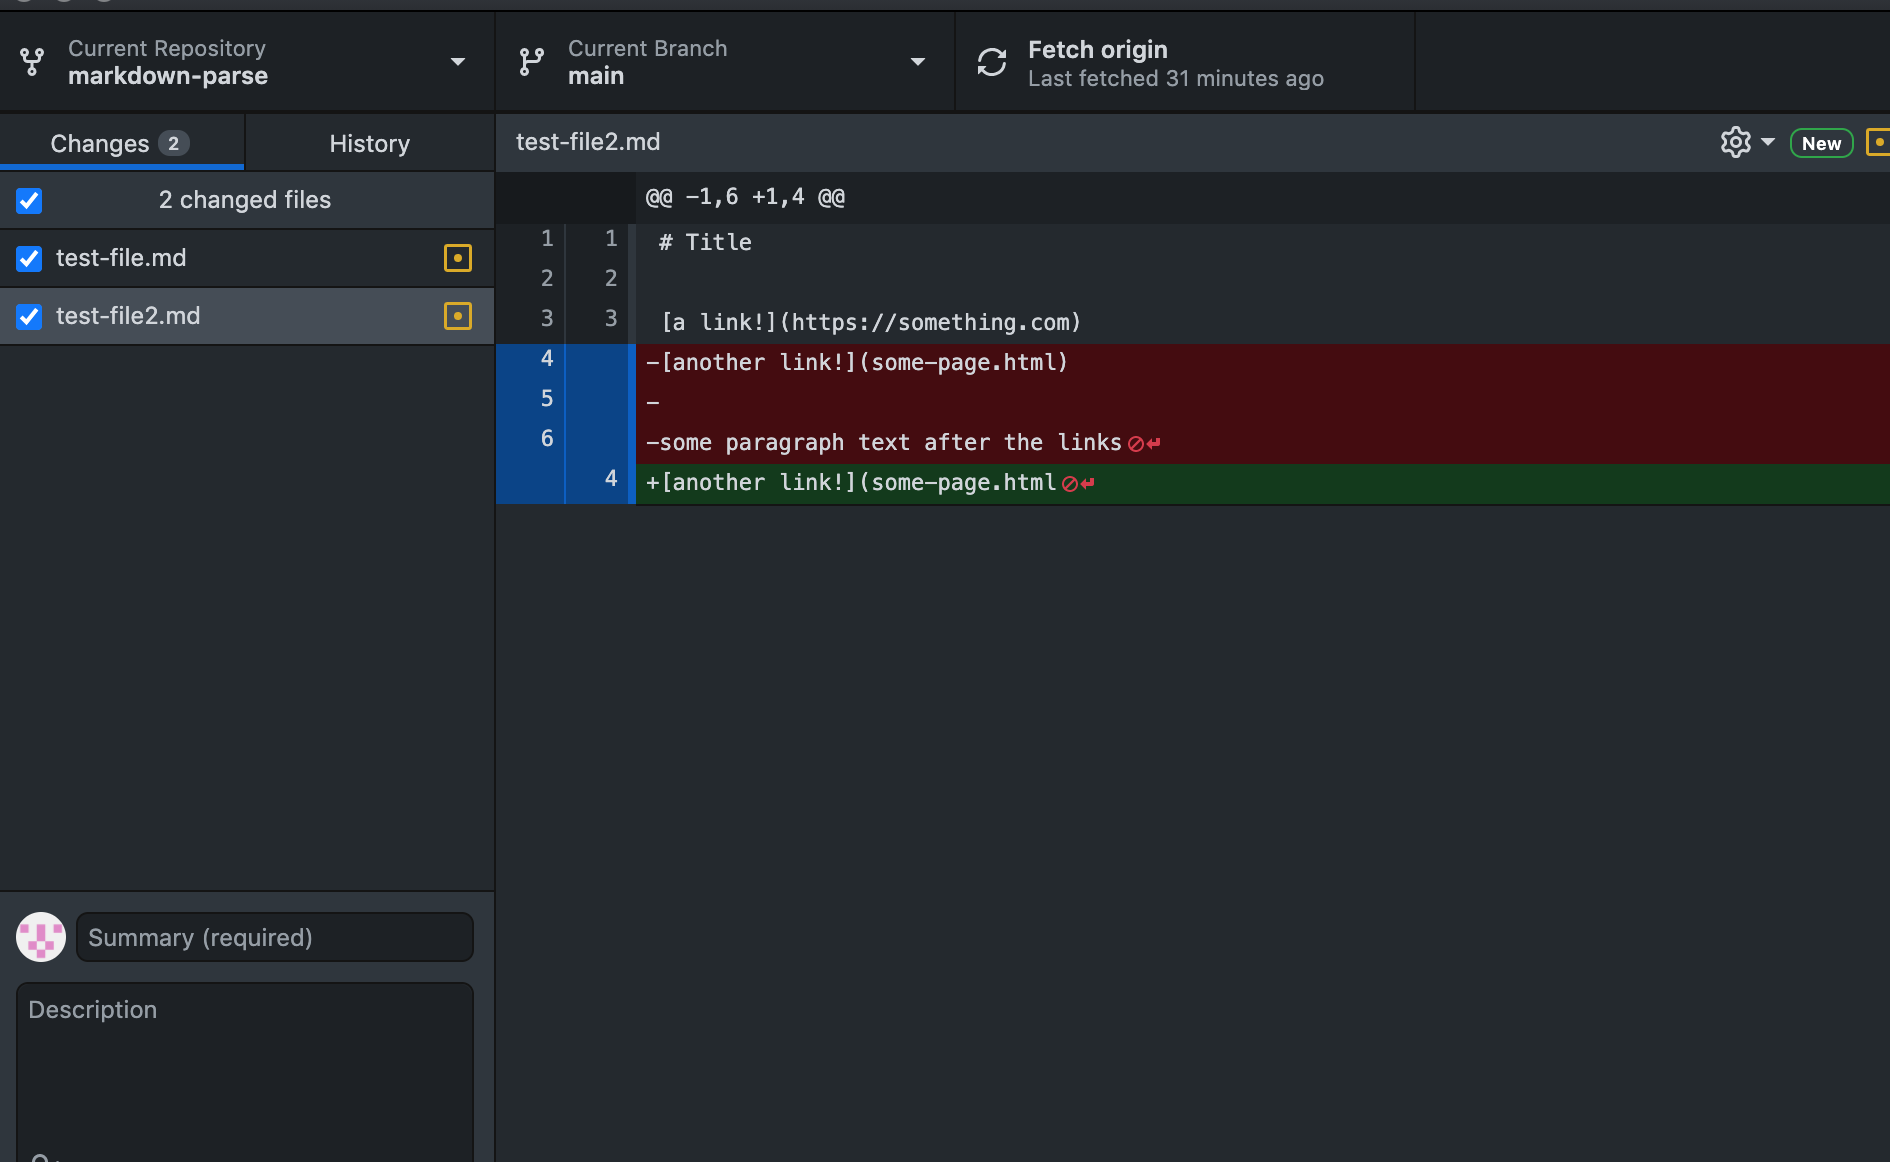 Current Repository
markdown-parse
Current Branch
main
Fetch origin
Last fetched 31 minutes ago
Changes 2
History
2 changed files
test-file.md
test-file2.md
Summary (required)
Description
test-file2.md
New
@@ -1,6 +1,4 @@
1 1 # Title
2 2
3 3 [a link!](https://something.com)
4 -[another link!](some-page.html)
5 -
6 -some paragraph text after the links
4 +[another link!](some-page.html